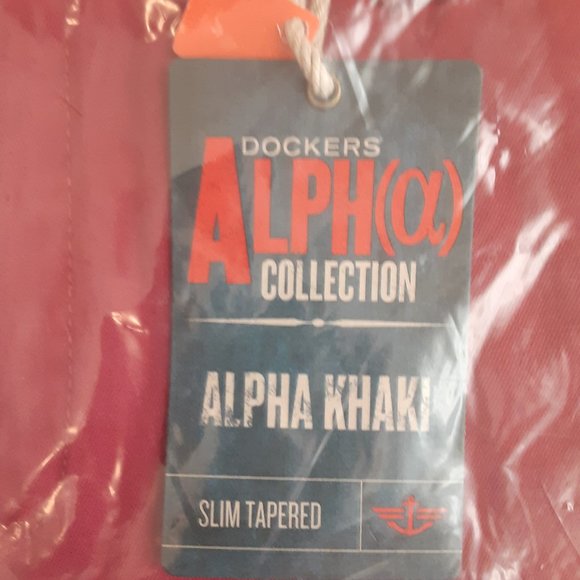 DOCKERS
ALPH(α)
COLLECTION
ALPHA KHAKI
SLIM TAPERED